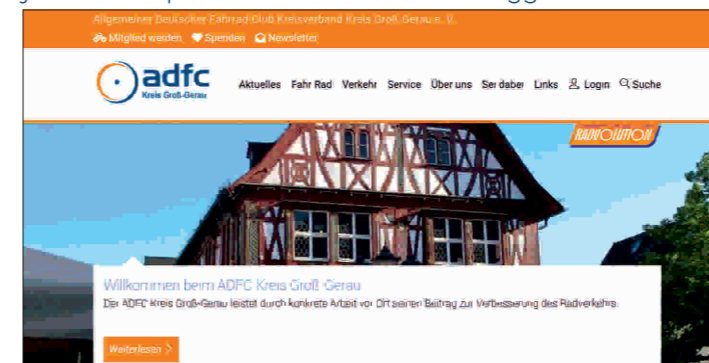 Allgemeiner Deutscher Fahrrad-Club Kreisverband Kreis Groß-Gerau e. V.
Mitglied werden Spenden Newsletter
adfc
Kreis Groß-Gerau
Aktuelles Fahr Rad Verkehr Service Über uns Sei dabei Links Login Suche
RADVOLUTION
Willkommen beim ADFC Kreis Groß-Gerau
Der ADFC Kreis Groß-Gerau leistet durch konkrete Arbeit vor Ort seinen Beitrag zur Verbesserung des Radverkehrs.
Weiterlesen